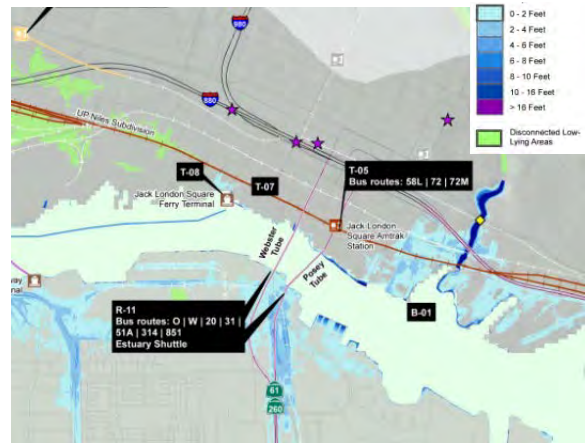 980
880
UP Niles Subdivision
T-08
T-07
Jack London Square
Ferry Terminal
T-05
Bus routes: 58L | 72 | 72M
Jack London
Square Amtrak
Station
Webster
Tube
Posey
Tube
B-01
R-11
Bus routes: O | W | 20 | 31 |
51A | 314 | 851
Estuary Shuttle
61
260
0 - 2 Feet
2 - 4 Feet
4 - 6 Feet
6 - 8 Feet
8 - 10 Feet
10 - 16 Feet
> 16 Feet
Disconnected Low-
Lying Areas